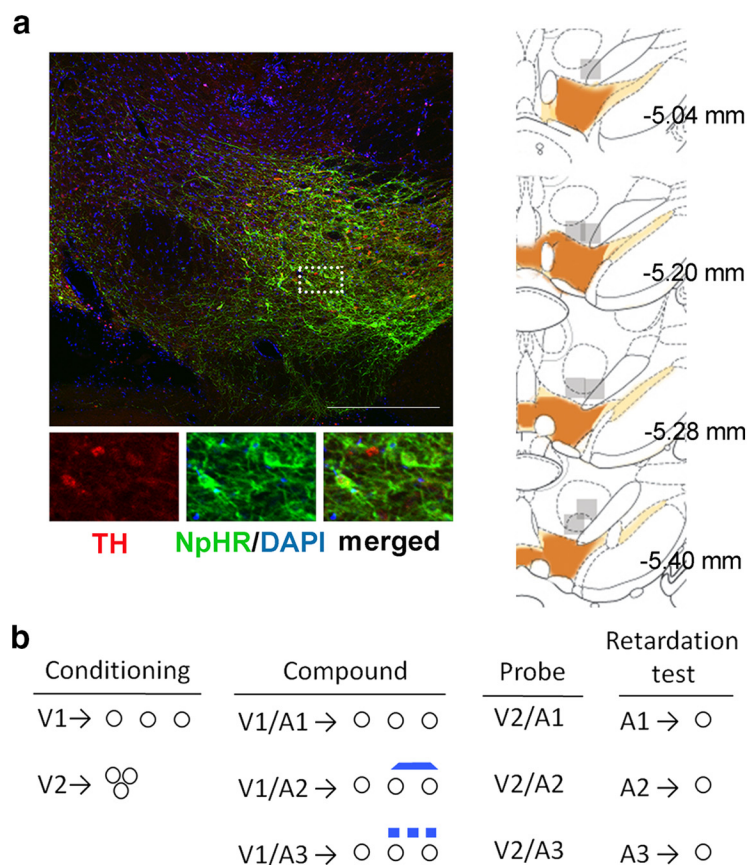 a
-5.04 mm
-5.20 mm
-5.28 mm
-5.40 mm
TH NpHR/DAPI merged
b
Conditioning Compound Probe Retardation test
V1→ V1/A1 → V2/A1 A1 →
V2→ V1/A2 → V2/A2 A2 →
V1/A3 → V2/A3 A3 →